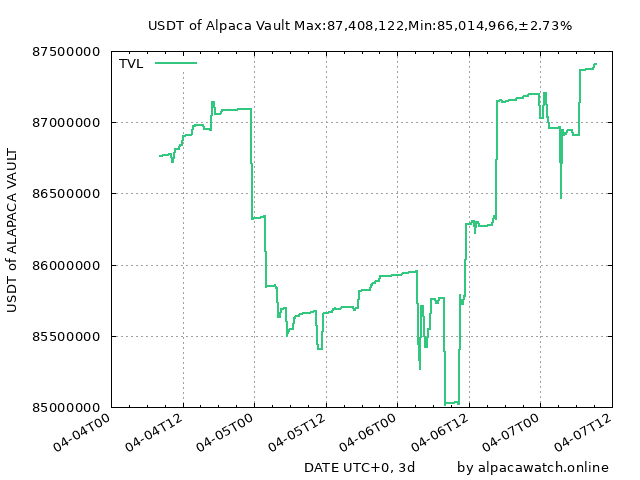 USDT of Alpaca Vault Max:87,408,122,Min:85,014,966,±2.73%
TVL
87500000
87000000
86500000
86000000
85500000
85000000
USDT of ALAPACA VAULT
04-04T00
04-04T12
04-05T00
04-05T12
04-06T00
04-06T12
04-07T00
04-07T12
DATE UTC+0, 3d
by alpacawatch.online